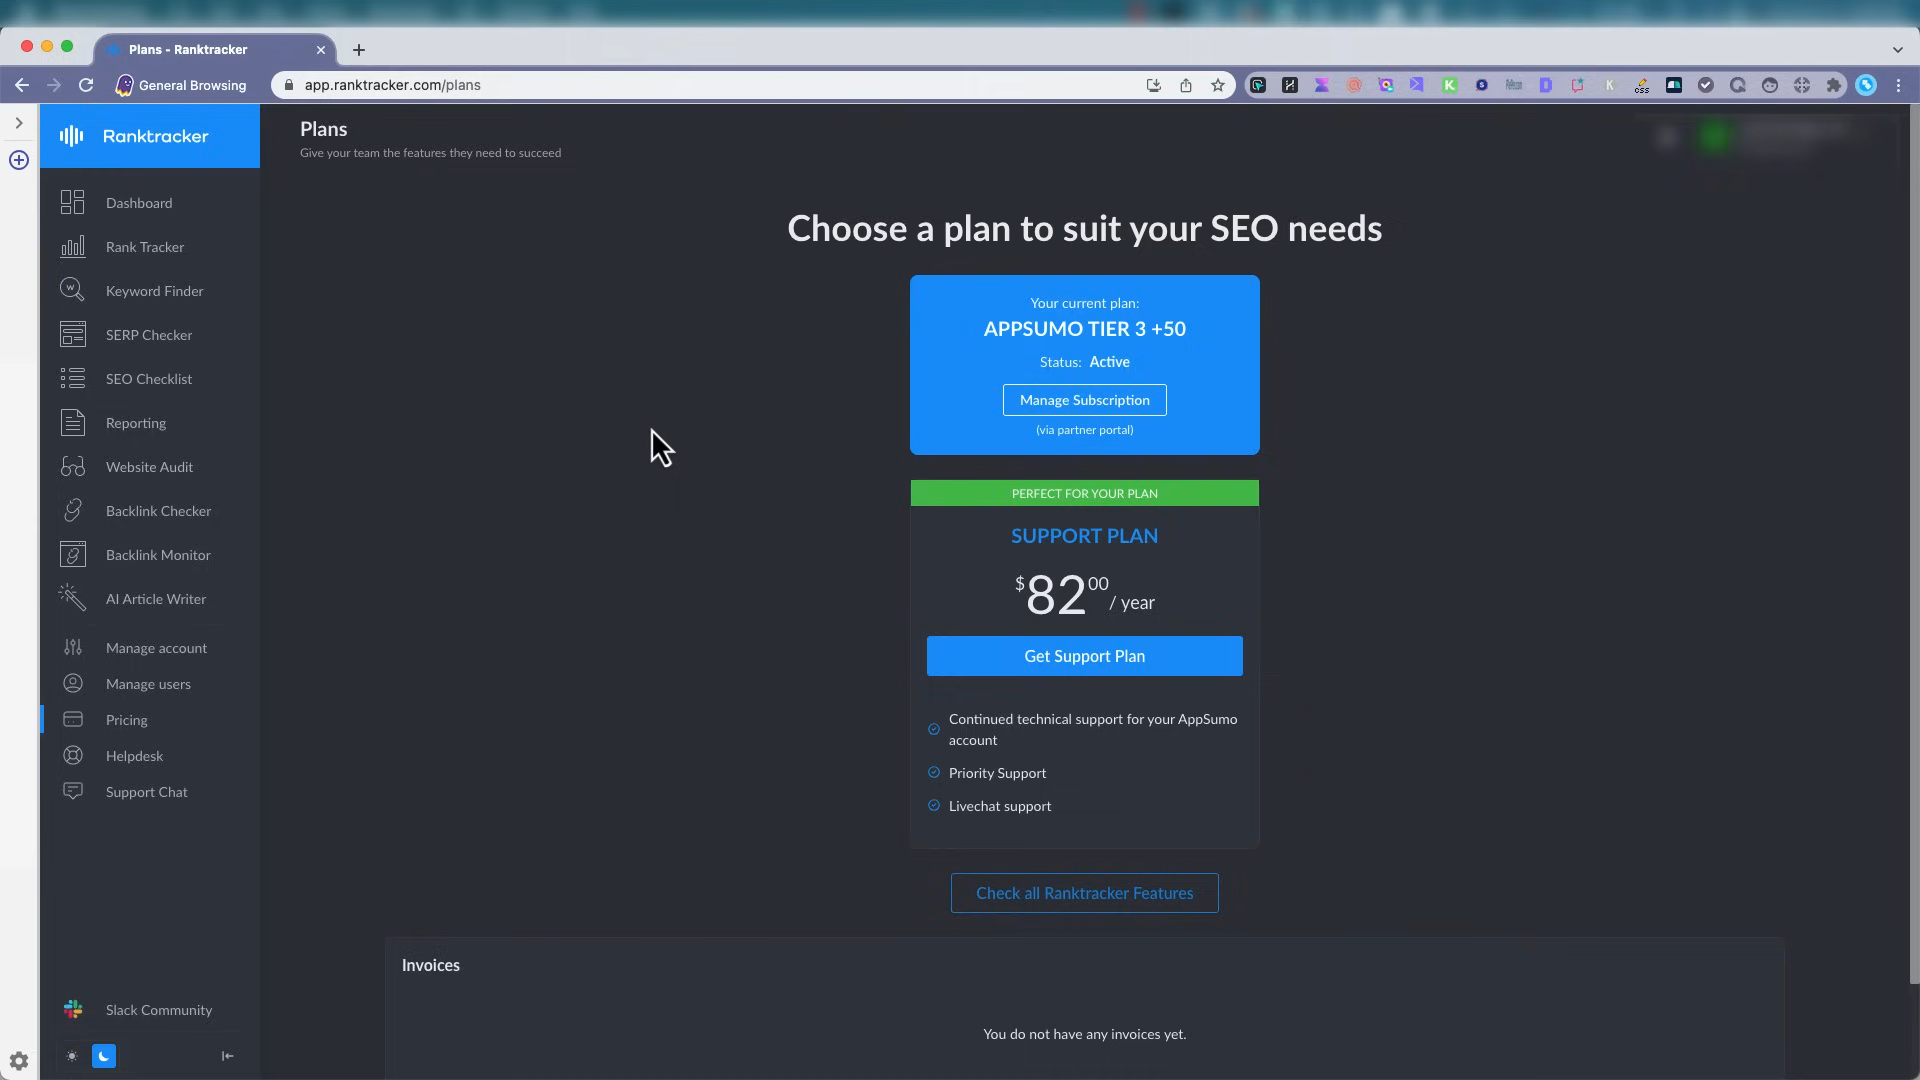 Plans - Ranktracker
General Browsing
app.ranktracker.com/plans
Ranktracker
Dashboard
Rank Tracker
Keyword Finder
SERP Checker
SEO Checklist
Reporting
Website Audit
Backlink Checker
Backlink Monitor
AI Article Writer
Manage account
Manage users
Pricing
Helpdesk
Support Chat
Slack Community
Plans
Give your team the features they need to succeed
Choose a plan to suit your SEO needs
Your current plan:
APPSUMO TIER 3 +50
Status: Active
Manage Subscription
(via partner portal)
PERFECT FOR YOUR PLAN
SUPPORT PLAN
$82 00 / year
Get Support Plan
Continued technical support for your AppSumo
account
Priority Support
Livechat support
Check all Ranktracker Features
Invoices
You do not have any invoices yet.